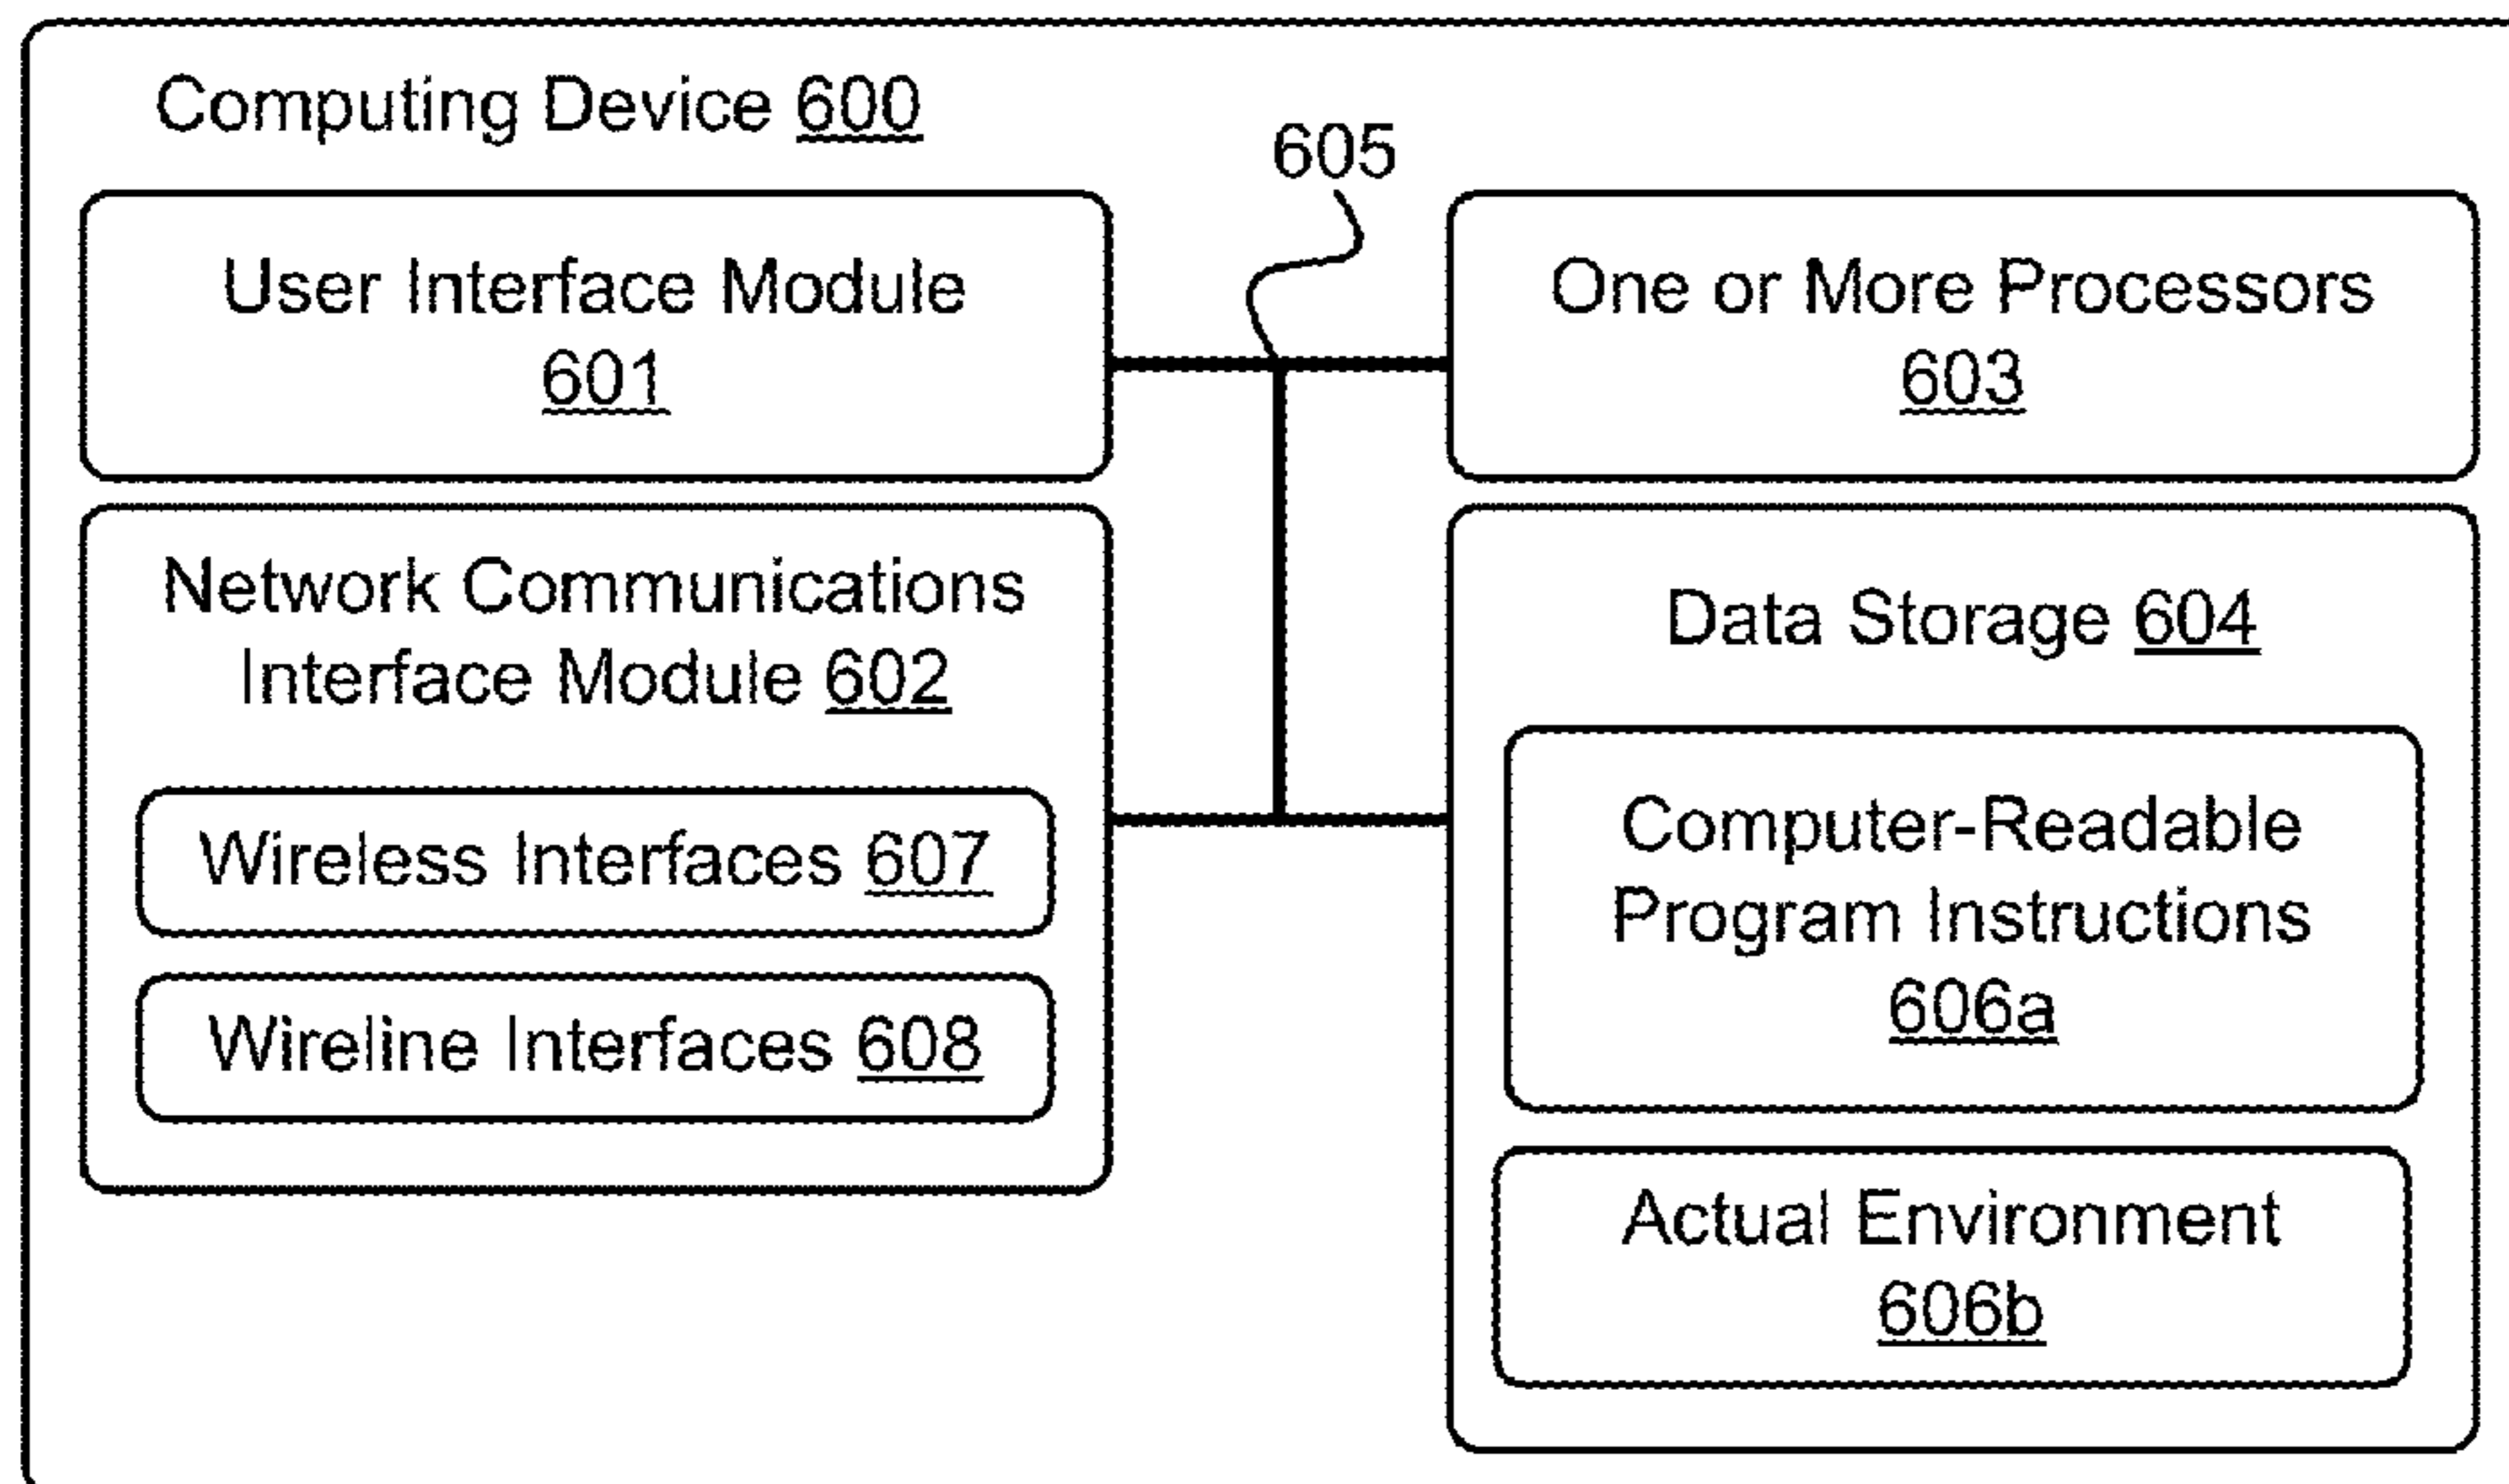 Computing Device 600
605
User Interface Module
601
One or More Processors
603
Network Communications
Interface Module 602
Wireless Interfaces 607
Wireline Interfaces 608
Data Storage 604
Computer-Readable
Program Instructions
606a
Actual Environment
606b